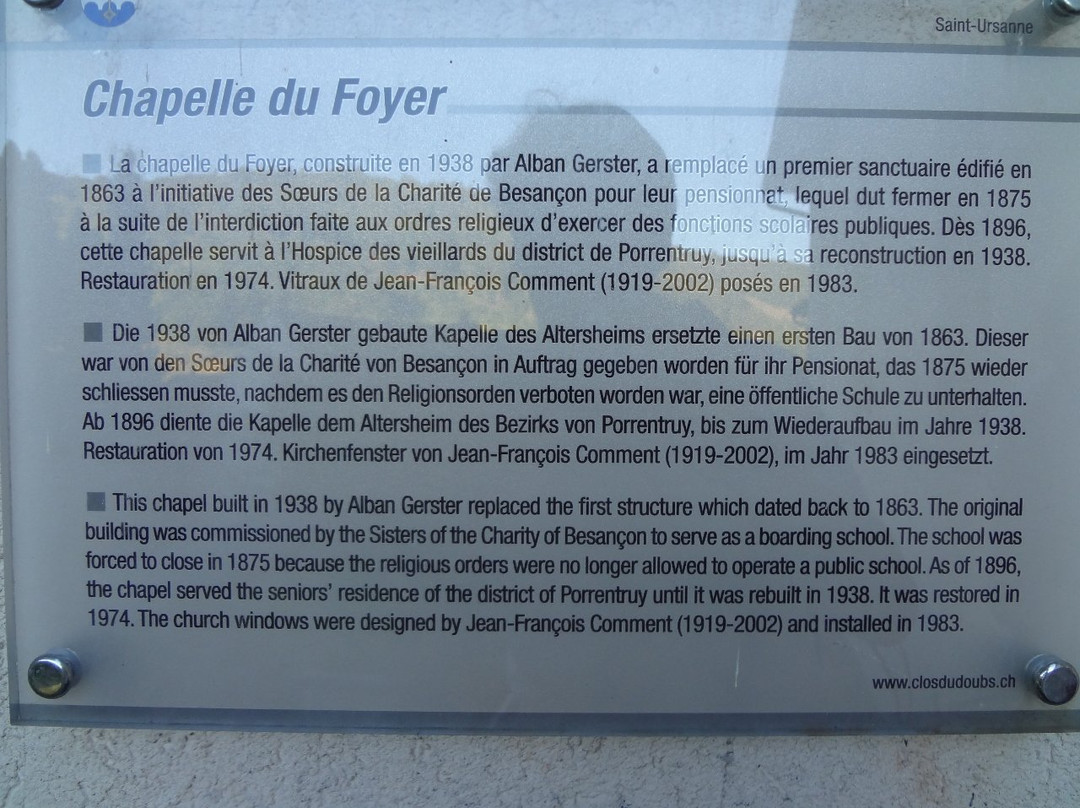 Saint-Ursanne
Chapelle du Foyer
La chapelle du Foyer, construite en 1938 par Alban Gerster, a remplacé un premier sanctuaire édifié en
1863 à l'initiative des Sœurs de la Charité de Besançon pour leur pensionnat, lequel dut fermer en 1875
à la suite de l'interdiction faite aux ordres religieux d'exercer des fonctions scolaires publiques. Dès 1896,
cette chapelle servit à l'Hospice des vieillards du district de Porrentruy, jusqu'à sa reconstruction en 1938.
Restauration en 1974. Vitraux de Jean-François Comment (1919-2002) posés en 1983.
Die 1938 von Alban Gerster gebaute Kapelle des Altersheims ersetzte einen ersten Bau von 1863. Dieser
war von den Sœurs de la Charité von Besançon in Auftrag gegeben worden für ihr Pensionat, das 1875 wieder
schliessen musste, nachdem es den Religionsorden verboten worden war, eine öffentliche Schule zu unterhalten.
Ab 1896 diente die Kapelle dem Altersheim des Bezirks von Porrentruy, bis zum Wiederaufbau im Jahre 1938.
Restauration von 1974. Kirchenfenster von Jean-François Comment (1919-2002), im Jahr 1983 eingesetzt.
This chapel built in 1938 by Alban Gerster replaced the first structure which dated back to 1863. The original
building was commissioned by the Sisters of the Charity of Besançon to serve as a boarding school. The school was
forced to close in 1875 because the religious orders were no longer allowed to operate a public school. As of 1896,
the chapel served the seniors' residence of the district of Porrentruy until it was rebuilt in 1938. It was restored in
1974. The church windows were designed by Jean-François Comment (1919-2002) and installed in 1983.
www.closdudoubs.ch